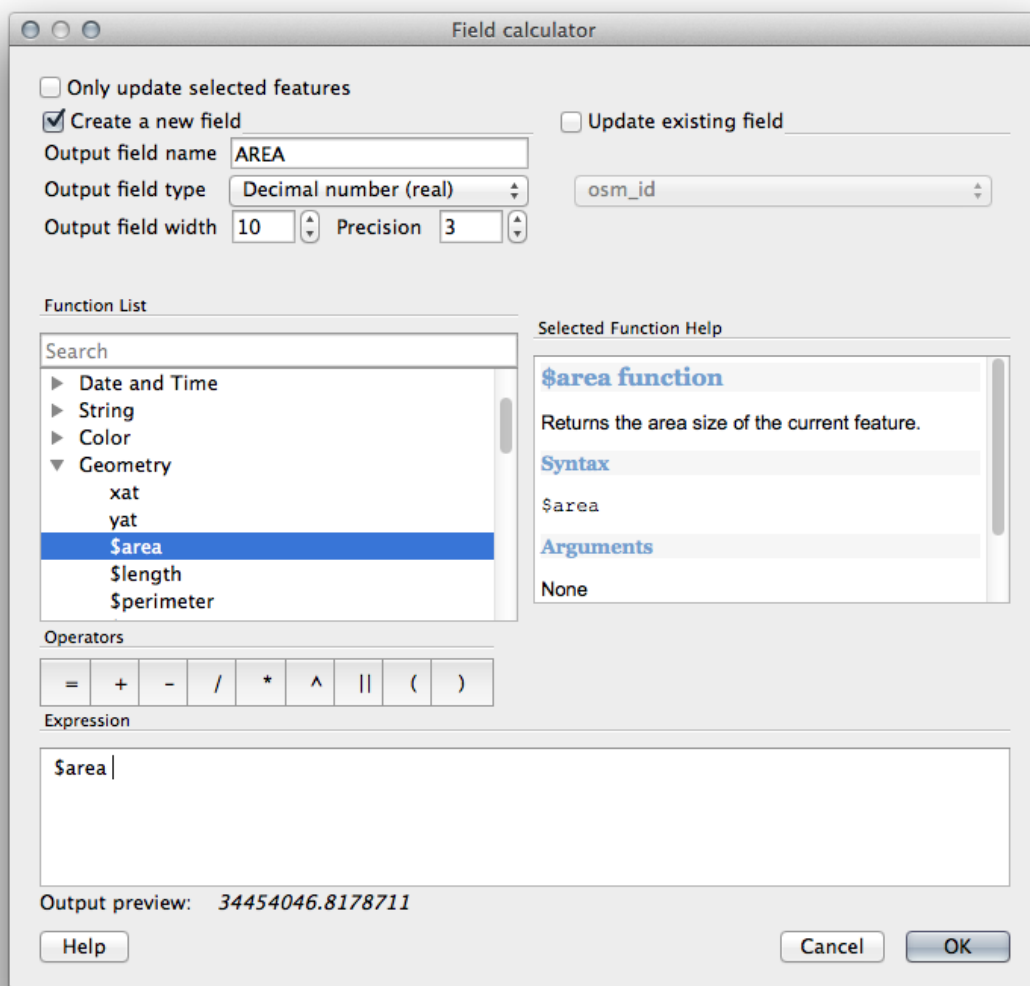 Field calculator
Only update selected features
Create a new field
Update existing field
Output field name AREA
Output field type Decimal number (real)
osm_id
Output field width 10 Precision 3
Function List
Selected Function Help
Search
Date and Time
String
Color
Geometry
xat
yat
$area
$length
$perimeter
$area function
Returns the area size of the current feature.
Syntax
$area
Arguments
None
Operators
= + - / * ^ || ( )
Expression
$area
Output preview: 34454046.8178711
Help
Cancel
OK